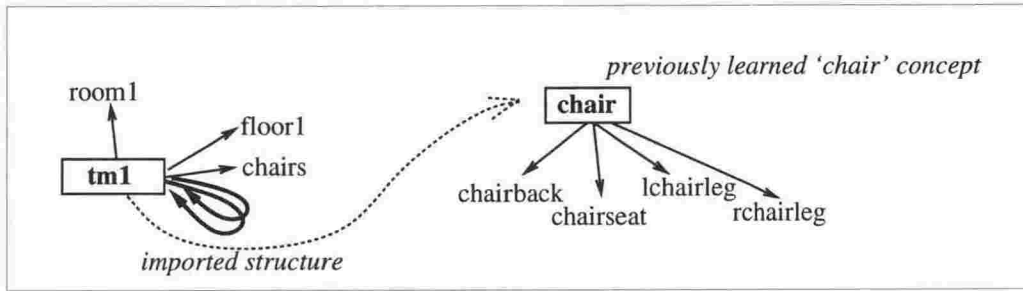 previously learned 'chair' concept
room1
chair
floor1
tm1
chairs
chairback
lchairleg
chairseat
rchairleg
imported structure